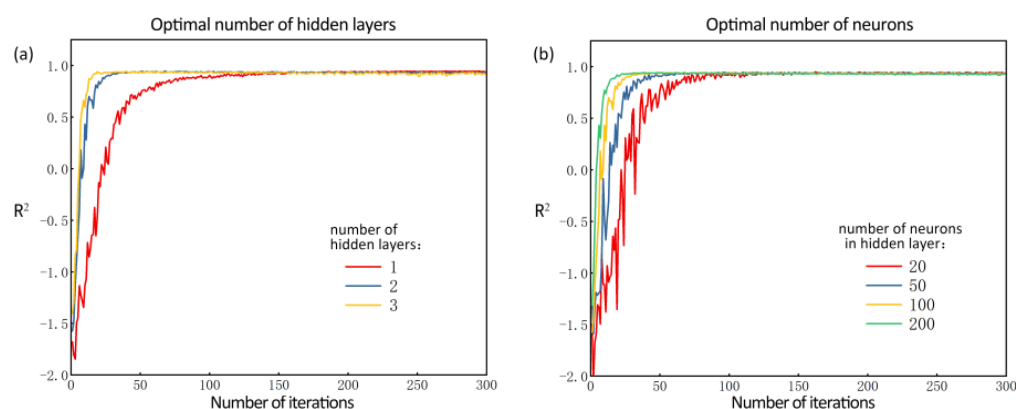 Optimal number of hidden layers
(a)
1.0
0.5
0.0
-0.5
-1.0
-1.5
-2.0
R²
number of
hidden layers:
1
2
3
0
50
100
150
200
250
300
Number of iterations
Optimal number of neurons
(b)
1.0
0.5
0.0
-0.5
-1.0
-1.5
-2.0
R²
number of neurons
in hidden layer:
20
50
100
200
0
50
100
150
200
250
300
Number of iterations